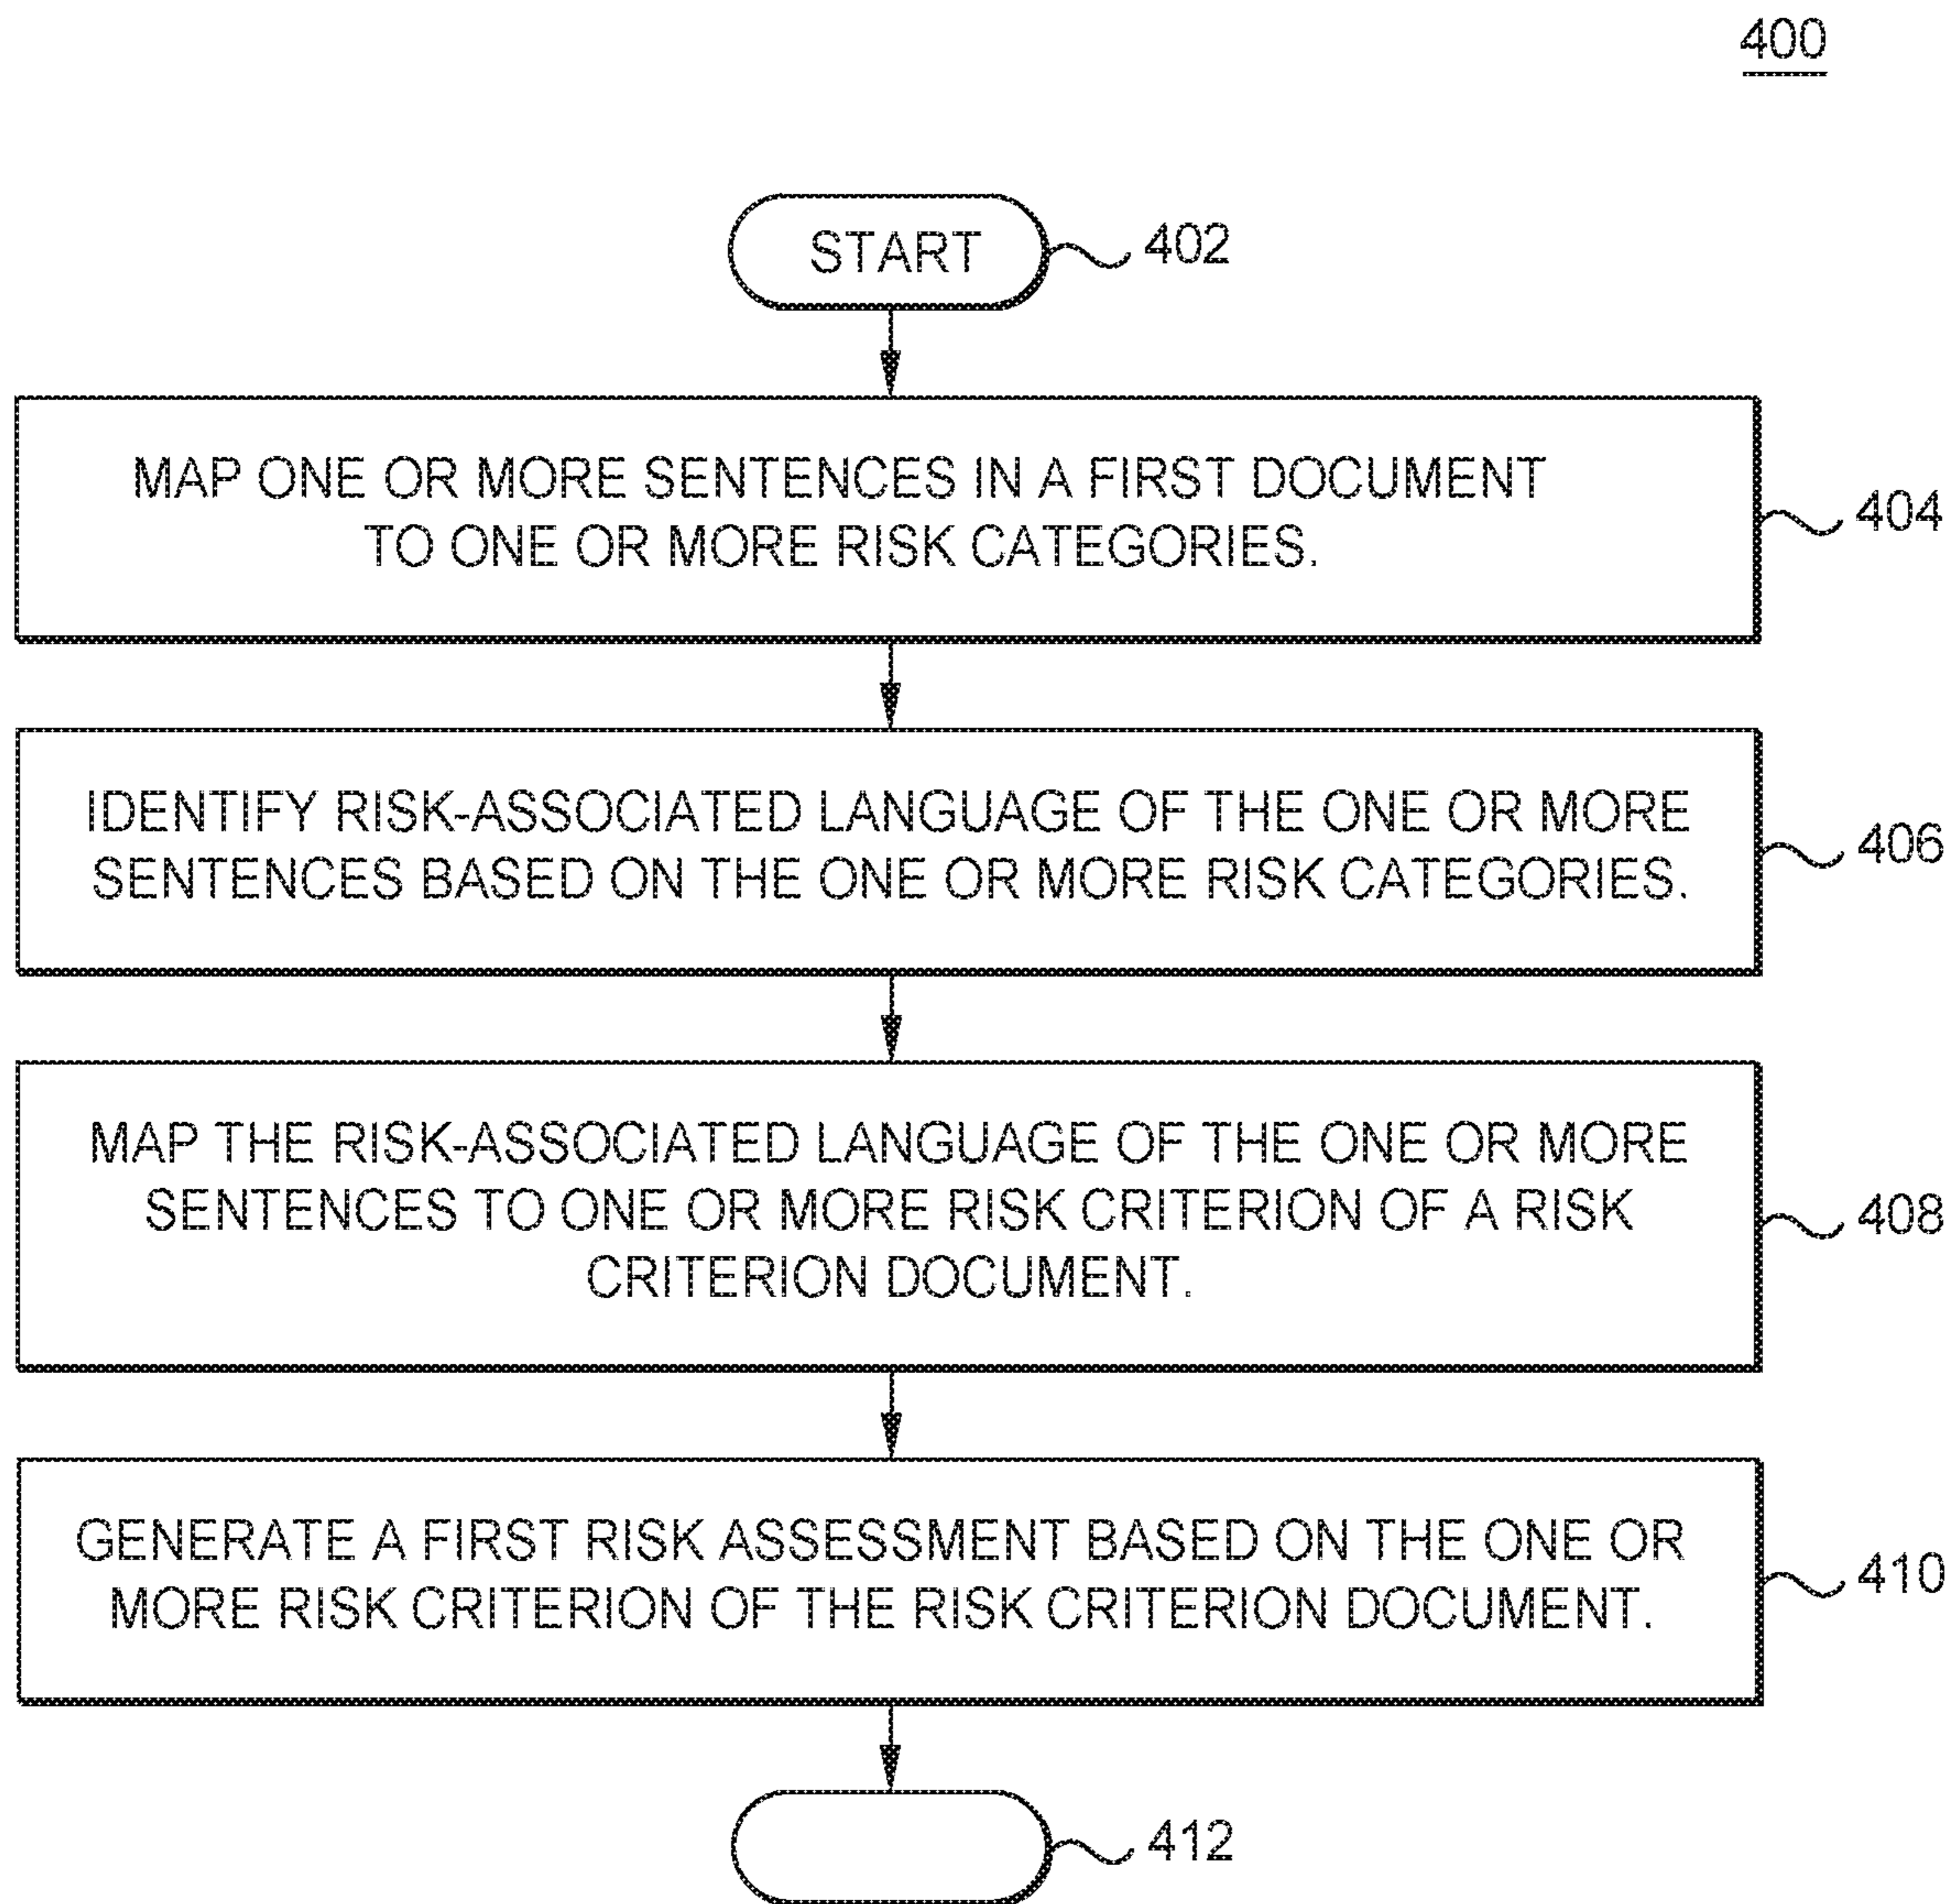 400
START
402
MAP ONE OR MORE SENTENCES IN A FIRST DOCUMENT
TO ONE OR MORE RISK CATEGORIES.
404
IDENTIFY RISK-ASSOCIATED LANGUAGE OF THE ONE OR MORE
SENTENCES BASED ON THE ONE OR MORE RISK CATEGORIES.
406
MAP THE RISK-ASSOCIATED LANGUAGE OF THE ONE OR MORE
SENTENCES TO ONE OR MORE RISK CRITERION OF A RISK
CRITERION DOCUMENT.
408
GENERATE A FIRST RISK ASSESSMENT BASED ON THE ONE OR
MORE RISK CRITERION OF THE RISK CRITERION DOCUMENT.
410
412